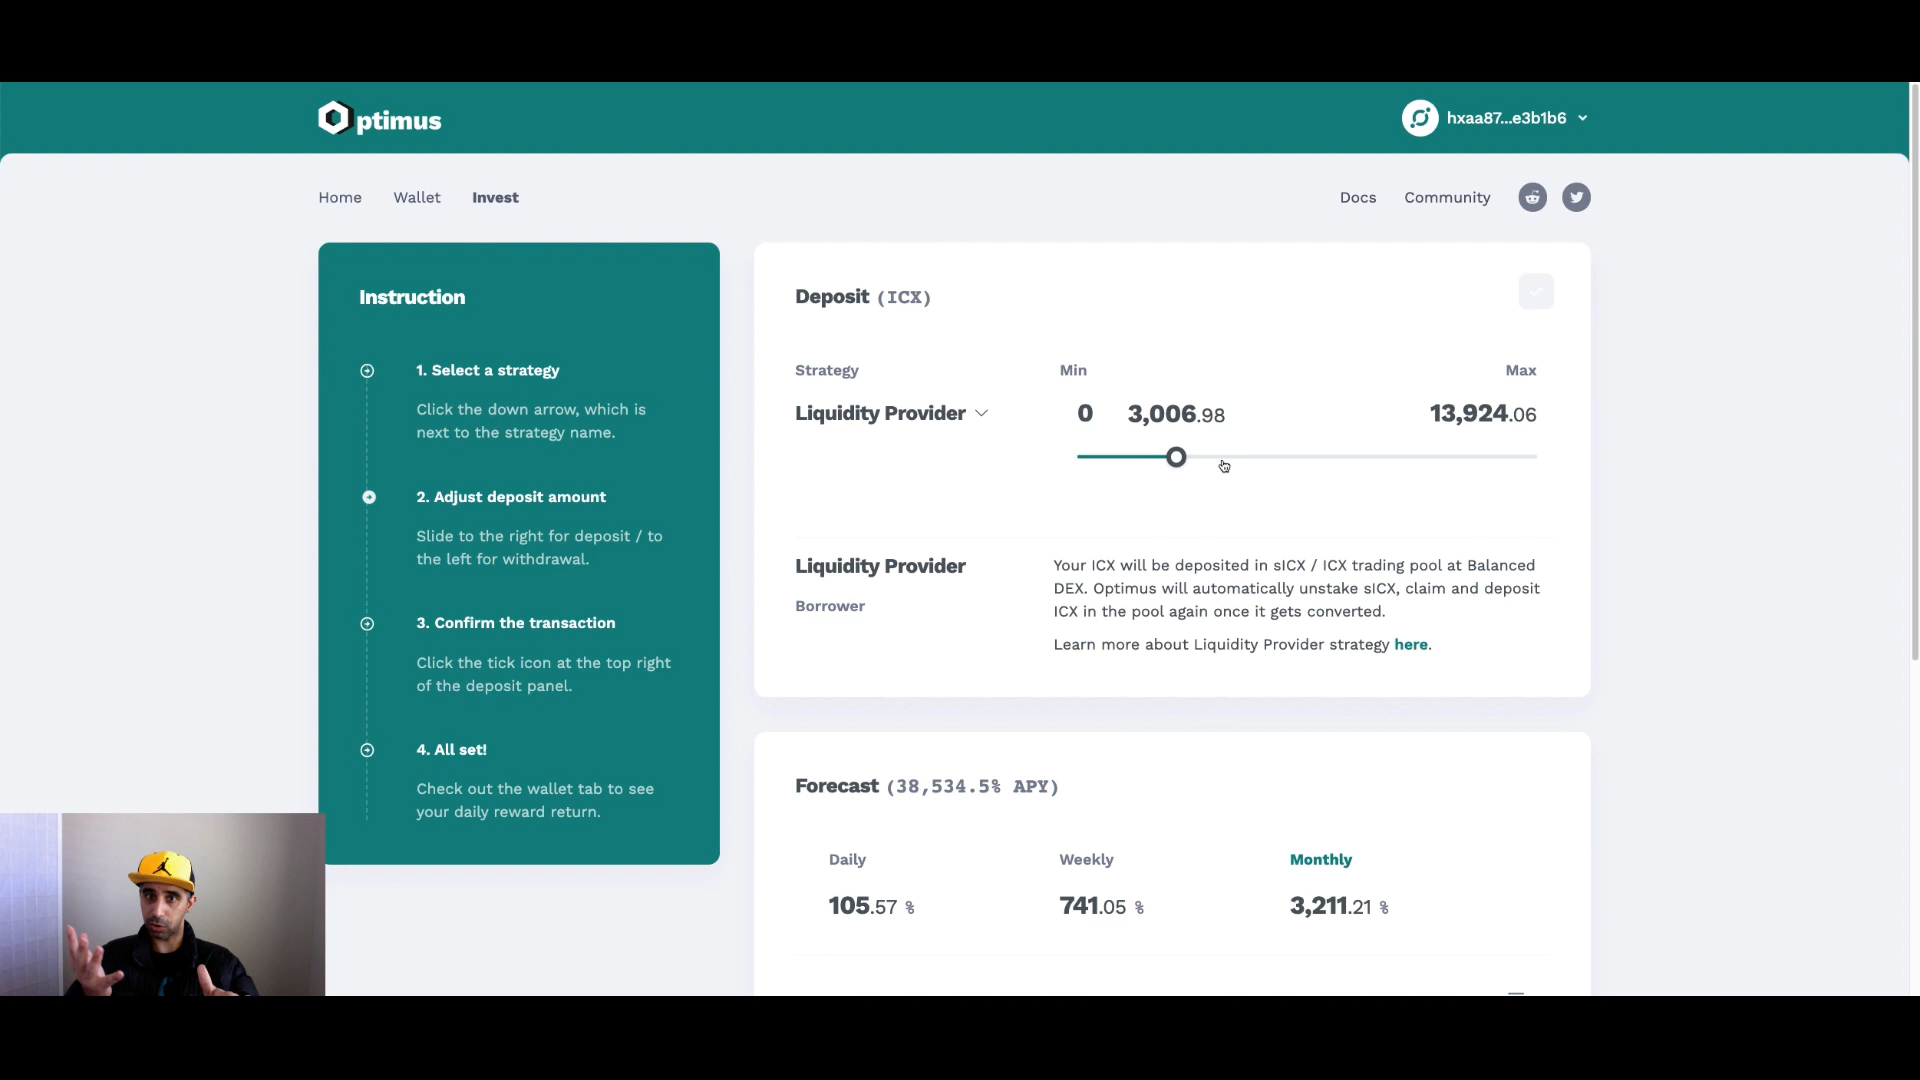 Optimus
hxaa87...e3b1b6
Home Wallet Invest
Docs Community
Instruction
1. Select a strategy
Click the down arrow, which is
next to the strategy name.
2. Adjust deposit amount
Slide to the right for deposit / to
the left for withdrawal.
3. Confirm the transaction
Click the tick icon at the top right
of the deposit panel.
4. All set!
Check out the wallet tab to see
your daily reward return.
Deposit (ICX)
Strategy Min Max
Liquidity Provider 0 3,006.98 13,924.06
Liquidity Provider
Borrower
Your ICX will be deposited in sICX / ICX trading pool at Balanced
DEX. Optimus will automatically unstake sICX, claim and deposit
ICX in the pool again once it gets converted.
Learn more about Liquidity Provider strategy here.
Forecast (38,534.5% APY)
Daily Weekly Monthly
105.57 % 741.05 % 3,211.21 %